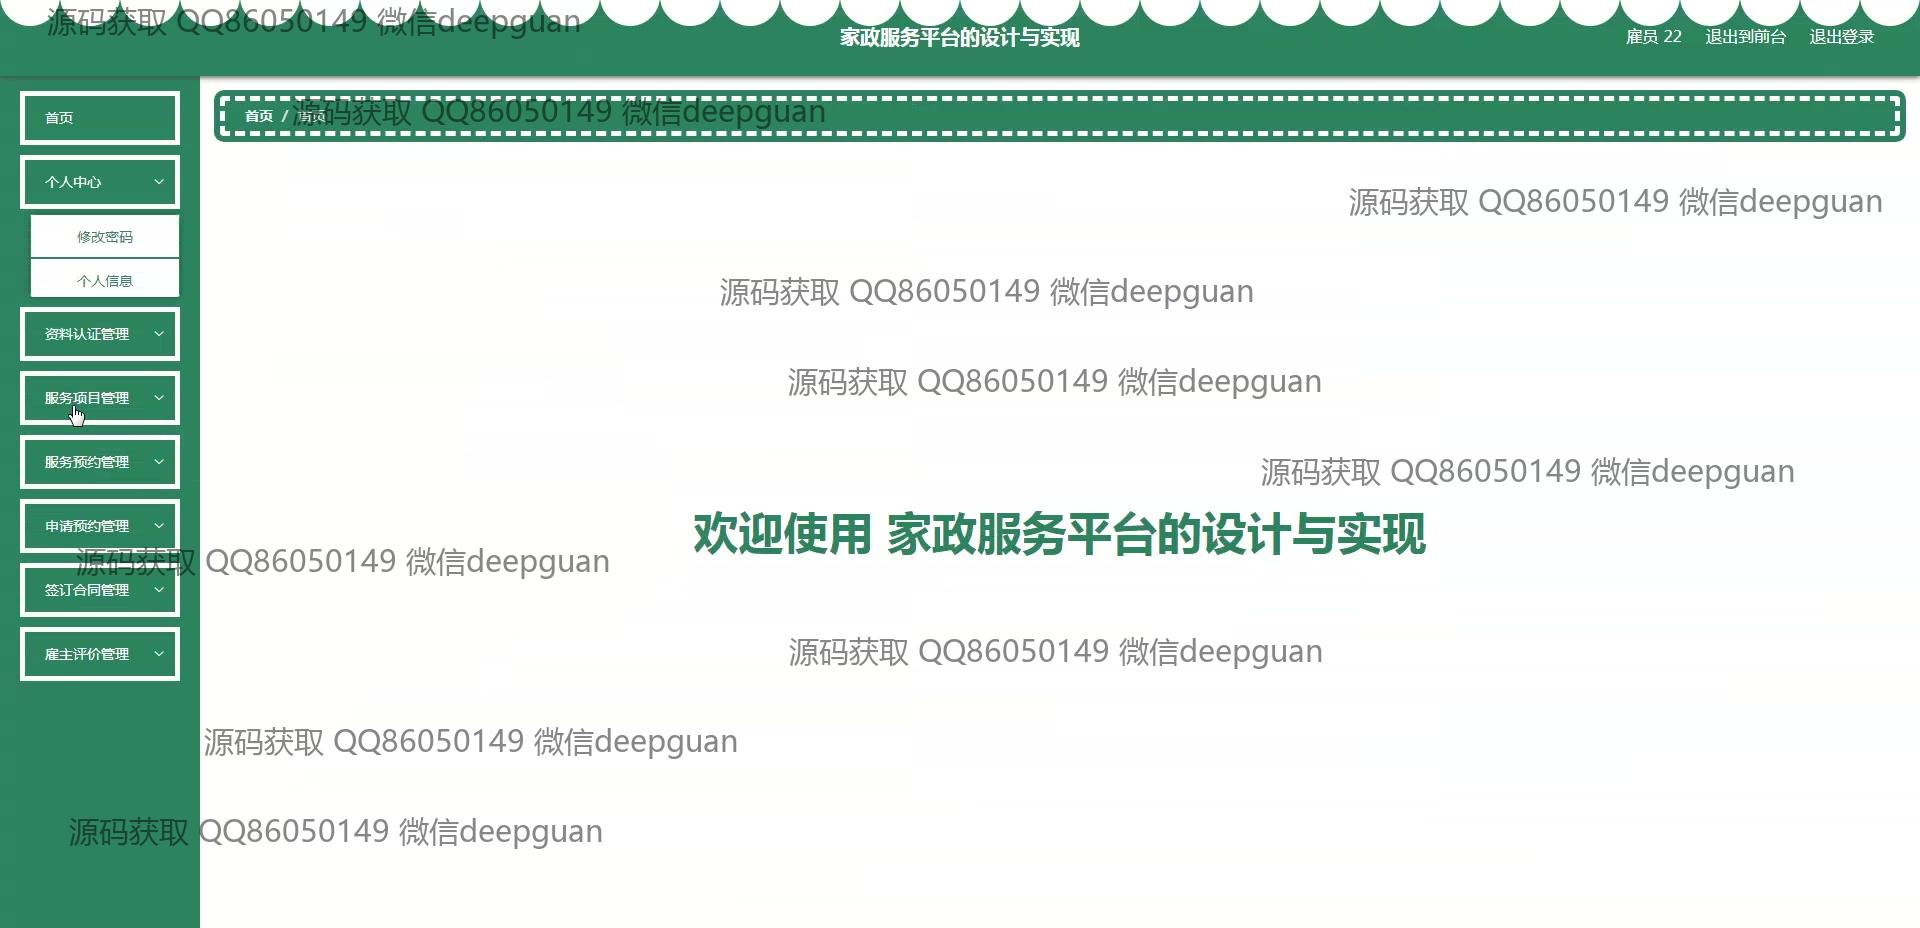 源码获取 QQ86050149 微信deepguan
家政服务平台的设计与实现
雇员 22 退出到前台 退出登录
首页
首页 / 首页
源码获取 QQ86050149 微信deepguan
个人中心
源码获取 QQ86050149 微信deepguan
修改密码
个人信息
源码获取 QQ86050149 微信deepguan
资料认证管理
源码获取 QQ86050149 微信deepguan
服务项目管理
服务预约管理
源码获取 QQ86050149 微信deepguan
申请预约管理
欢迎使用 家政服务平台的设计与实现
源码获取 QQ86050149 微信deepguan
签订合同管理
雇主评价管理
源码获取 QQ86050149 微信deepguan
源码获取 QQ86050149 微信deepguan
源码获取 QQ86050149 微信deepguan